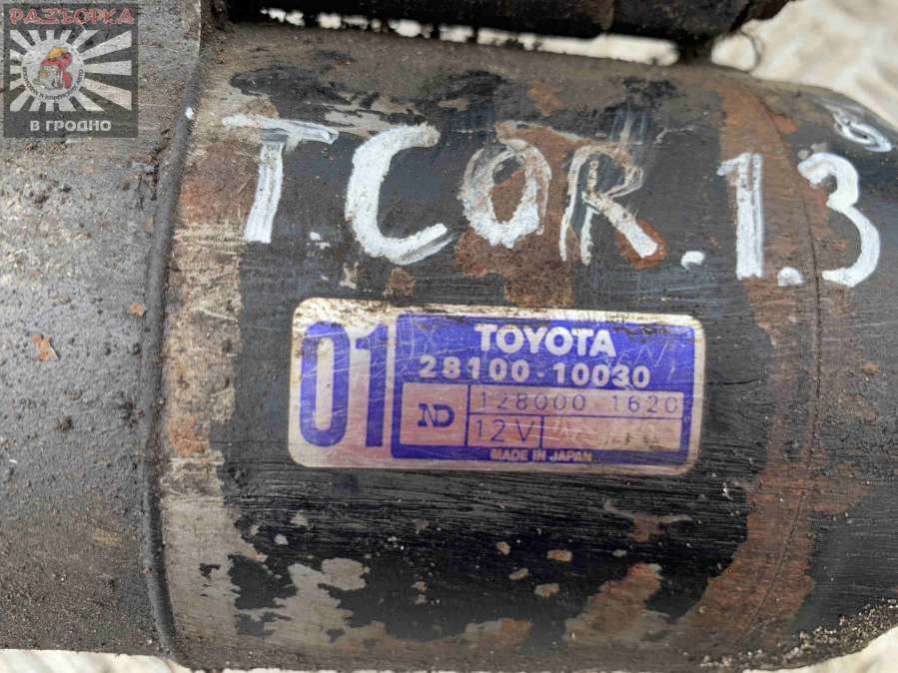 РАЗБОРКА
В ГРОДНО
T.COR.1.3
01
TOYOTA
28100-10030
ND
128000 1620
12V
MADE IN JAPAN